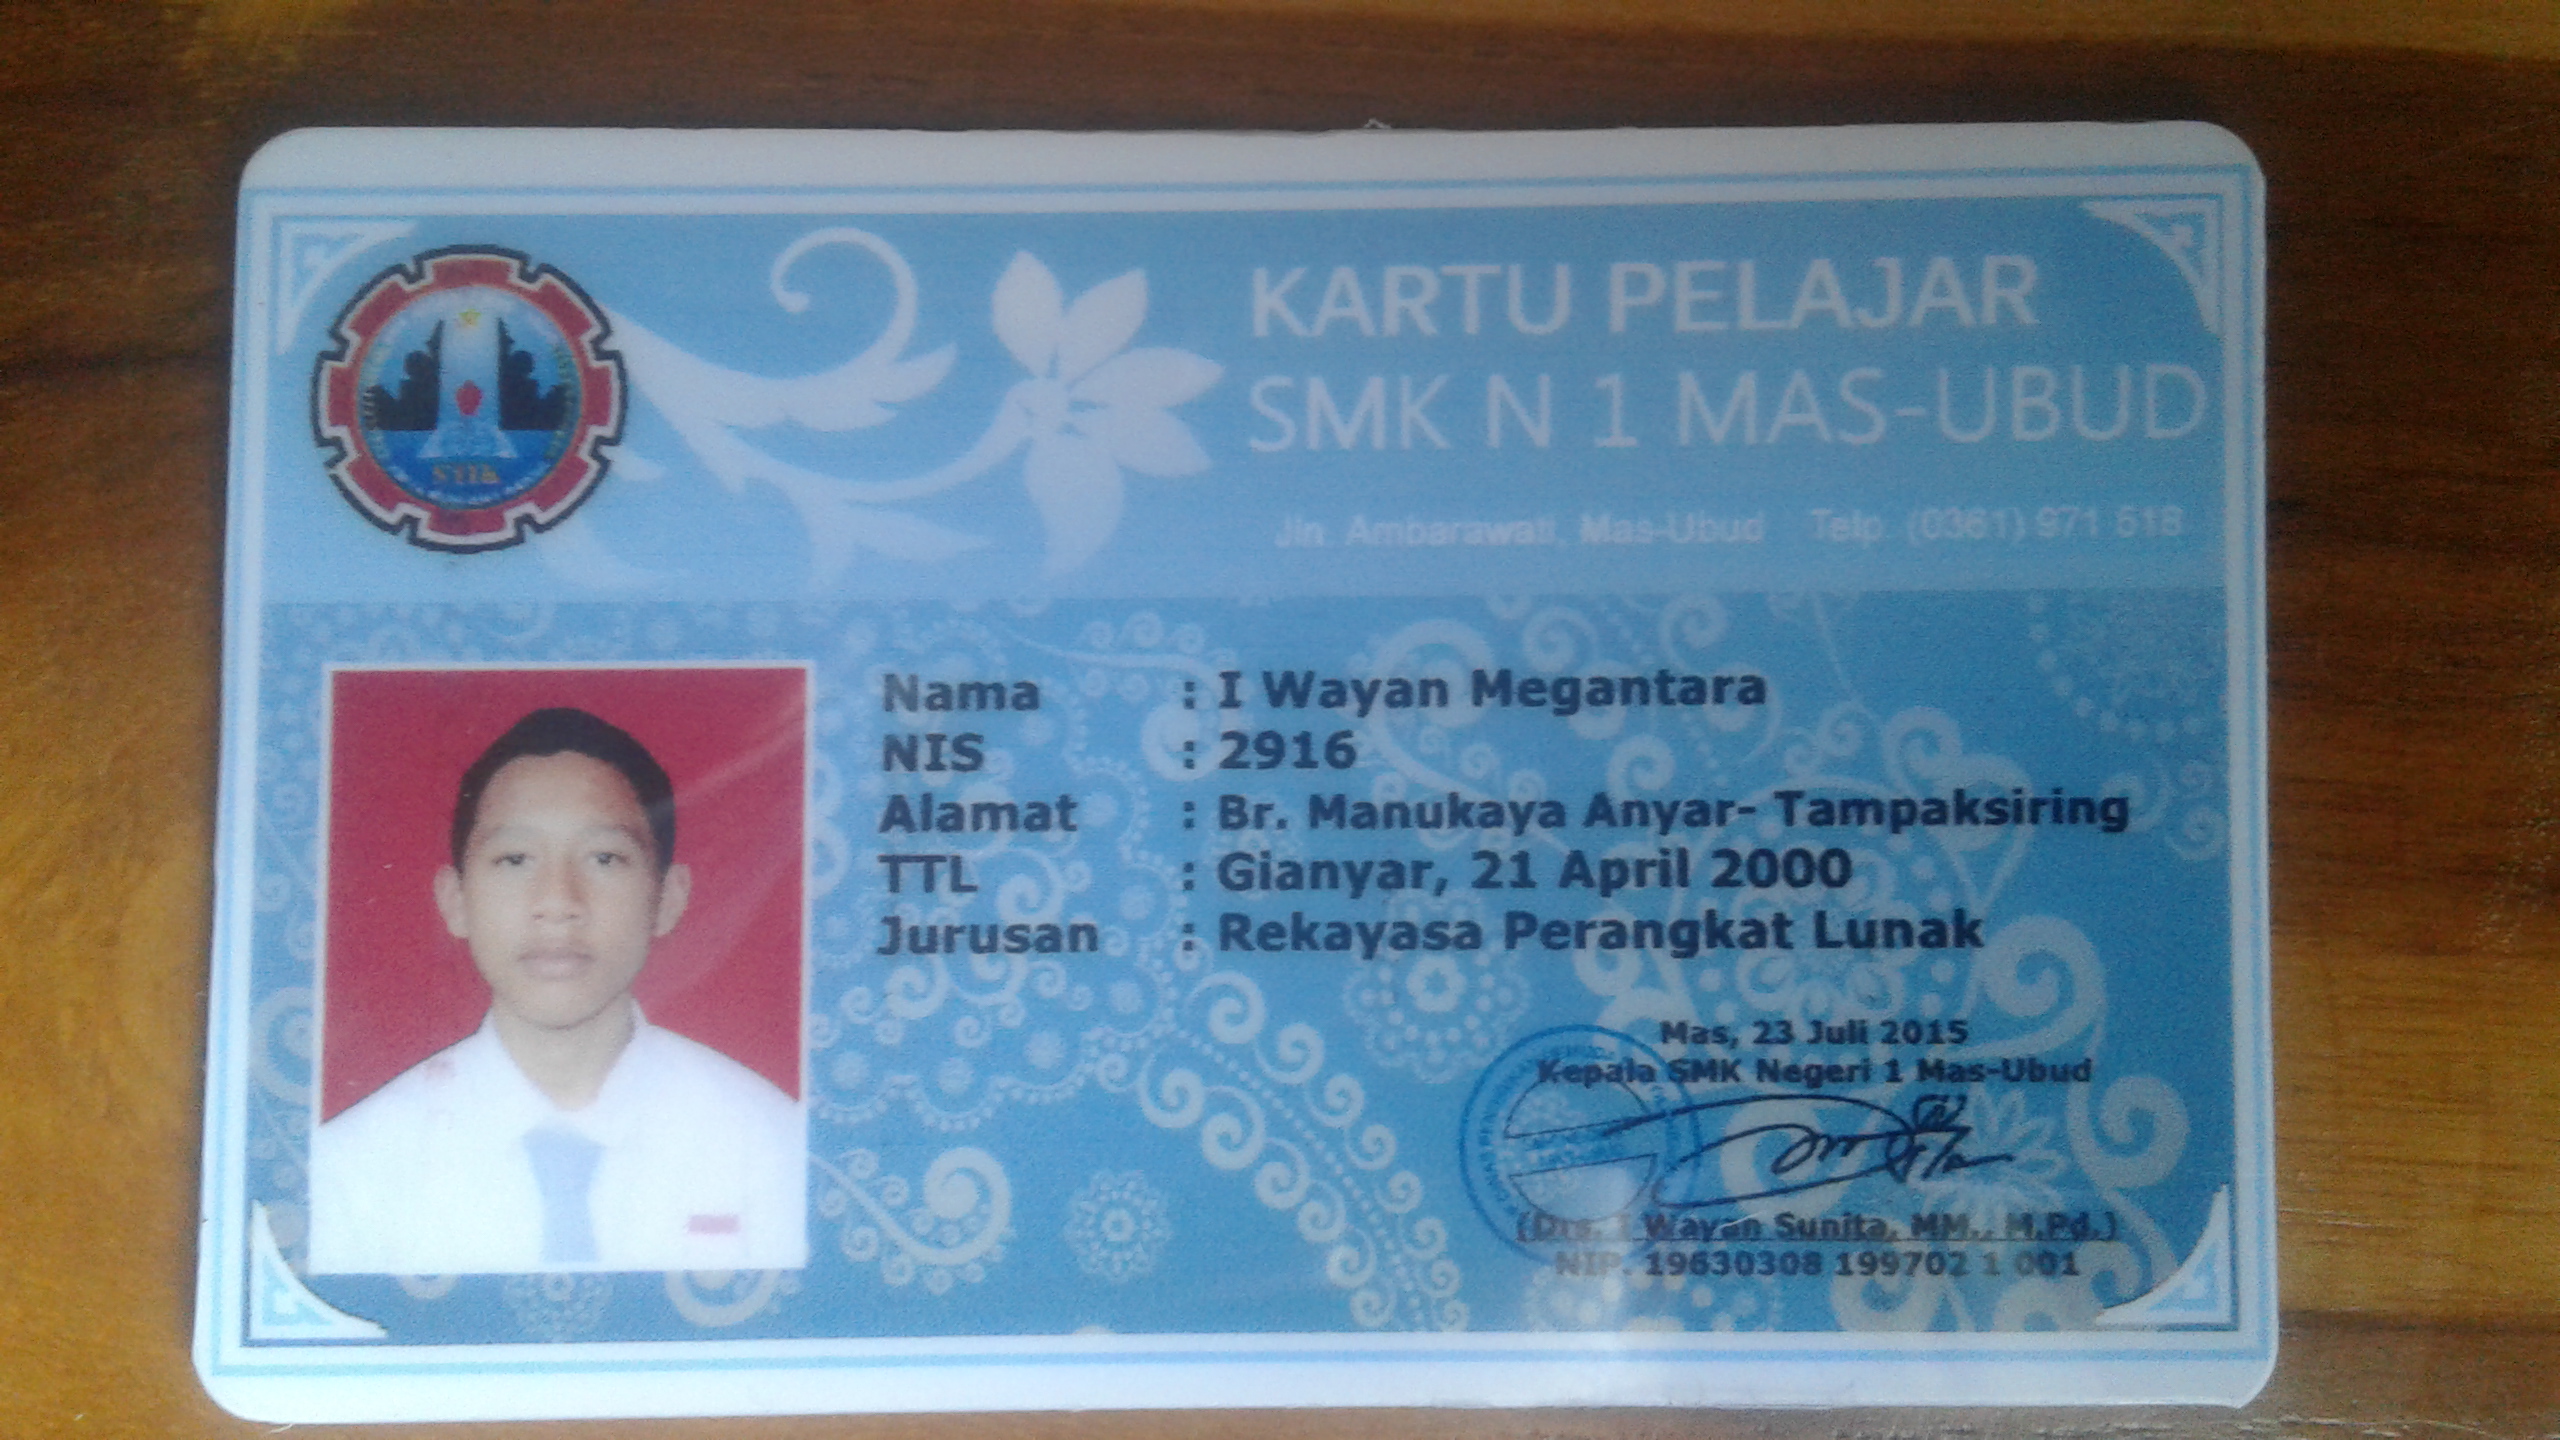 KARTU PELAJAR
SMK N 1 MAS-UBUD
Jln. Ambarawati, Mas-Ubud Telp. (0361) 971 618
Nama : I Wayan Megantara
NIS : 2916
Alamat : Br. Manukaya Anyar- Tampaksiring
TTL : Gianyar, 21 April 2000
Jurusan : Rekayasa Perangkat Lunak
Mas, 23 Juli 2015
Kepala SMK Negeri 1 Mas-Ubud
(Drs. I Wayan Sunita, MM., M.Pd.)
NIP. 19630308 199702 1 001